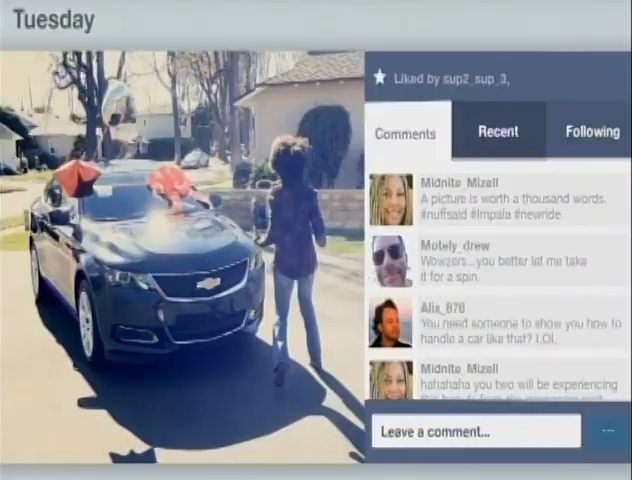 Tuesday
Liked by sup2_sup_3,
Comments
Recent
Following
Midnite_Mizell
A picture is worth a thousand words.
#nuffsaid #Impala #newride.
Motely_drew
Wowzers...you better let me take
it for a spin.
Alix_876
You need someone to show you how to
handle a car like that? LOL
Midnite_Mizell
hahahaha you two will be experiencing
Leave a comment...